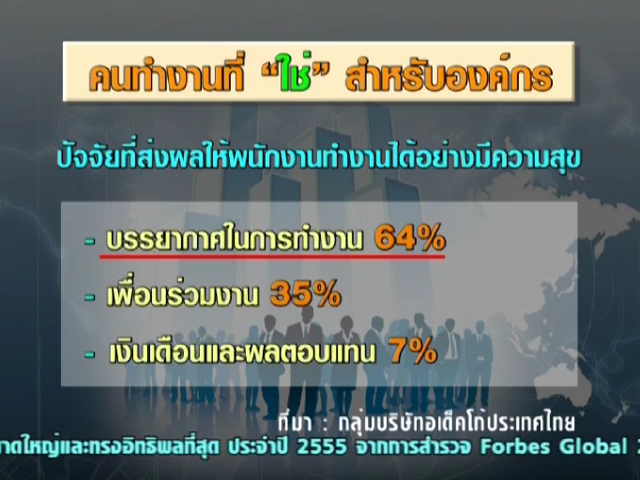 คนทำงานที่ “ใช่” สำหรับองค์กร
ปัจจัยที่ส่งผลให้พนักงานทำงานได้อย่างมีความสุข
- บรรยากาศในการทำงาน 64%
- เพื่อนร่วมงาน 35%
- เงินเดือนและผลตอบแทน 7%
ที่มา : กลุ่มบริษัทอเด็คโก้ประเทศไทย
าดใหญ่และทรงอิทธิพลที่สุด ประจำปี 2555 จากการสำรวจ Forbes Global 2